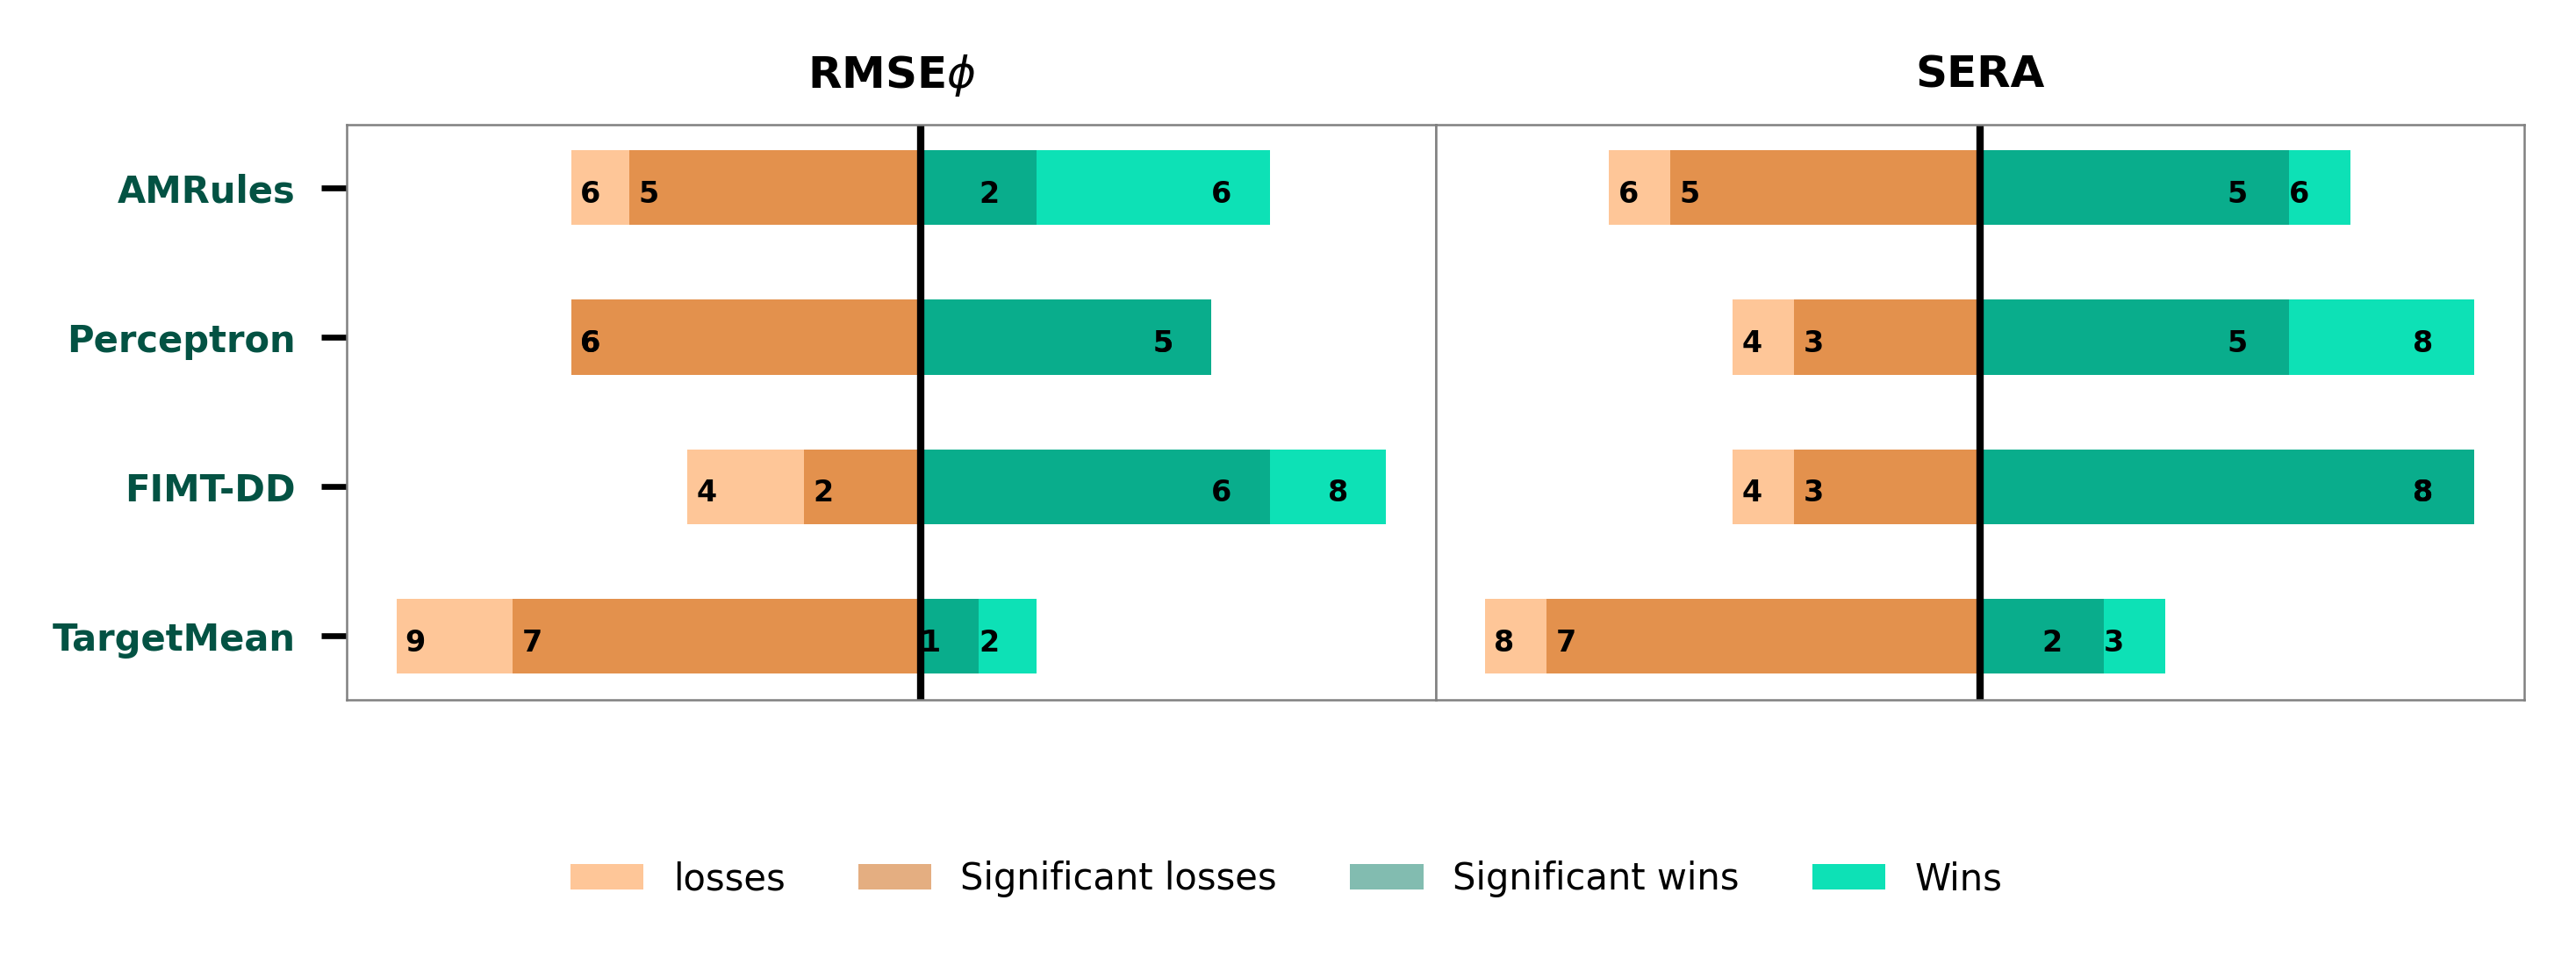 RMSEϕ SERA
AMRules 6 5 2 6 6 5 5 6
Perceptron 6 5 4 3 5 8
FIMT-DD 4 2 6 8 4 3 8
TargetMean 9 7 1 2 8 7 2 3
losses Significant losses Significant wins Wins